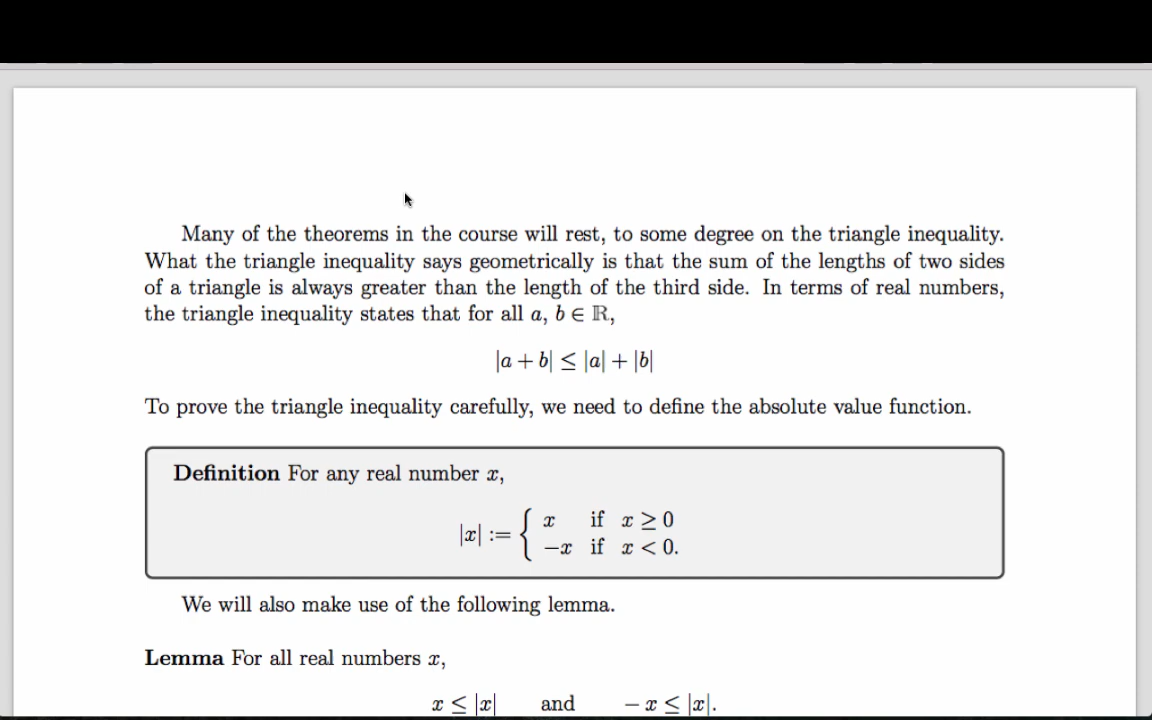 Many of the theorems in the course will rest, to some degree on the triangle inequality.
What the triangle inequality says geometrically is that the sum of the lengths of two sides
of a triangle is always greater than the length of the third side. In terms of real numbers,
the triangle inequality states that for all a, b ∈ ℝ,
|a + b| ≤ |a| + |b|
To prove the triangle inequality carefully, we need to define the absolute value function.
Definition For any real number x,
|x| := { x if x ≥ 0
−x if x < 0.
We will also make use of the following lemma.
Lemma For all real numbers x,
x ≤ |x| and − x ≤ |x|.